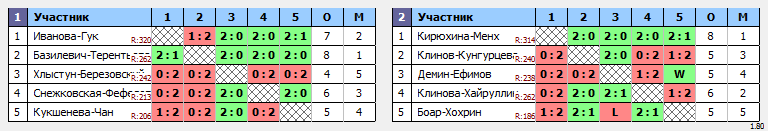 1 Участник 1 2 3 4 5 О М
1 Иванова-Гук R:320 1:2 2:0 2:0 2:1 7 2
2 Базилевич-Терент R:262 2:1 2:0 2:0 2:0 8 1
3 Хлыстун-Березовск R:242 0:2 0:2 0:2 0:2 4 5
4 Снежковская-Феф R:213 0:2 0:2 2:0 2:0 6 3
5 Кукшенева-Чан R:206 1:2 0:2 2:0 0:2 5 4
2 Участник 1 2 3 4 5 О М
1 Кирюхина-Менх R:314 2:0 2:0 2:0 2:1 8 1
2 Клинов-Кунгурцева R:240 0:2 2:0 0:2 1:2 5 3
3 Демин-Ефимов R:238 0:2 0:2 1:2 W 5 4
4 Клинова-Хайрулли R:262 0:2 2:0 2:1 1:2 6 2
5 Боар-Хохрин R:186 1:2 2:1 L 2:1 5 5
1.80